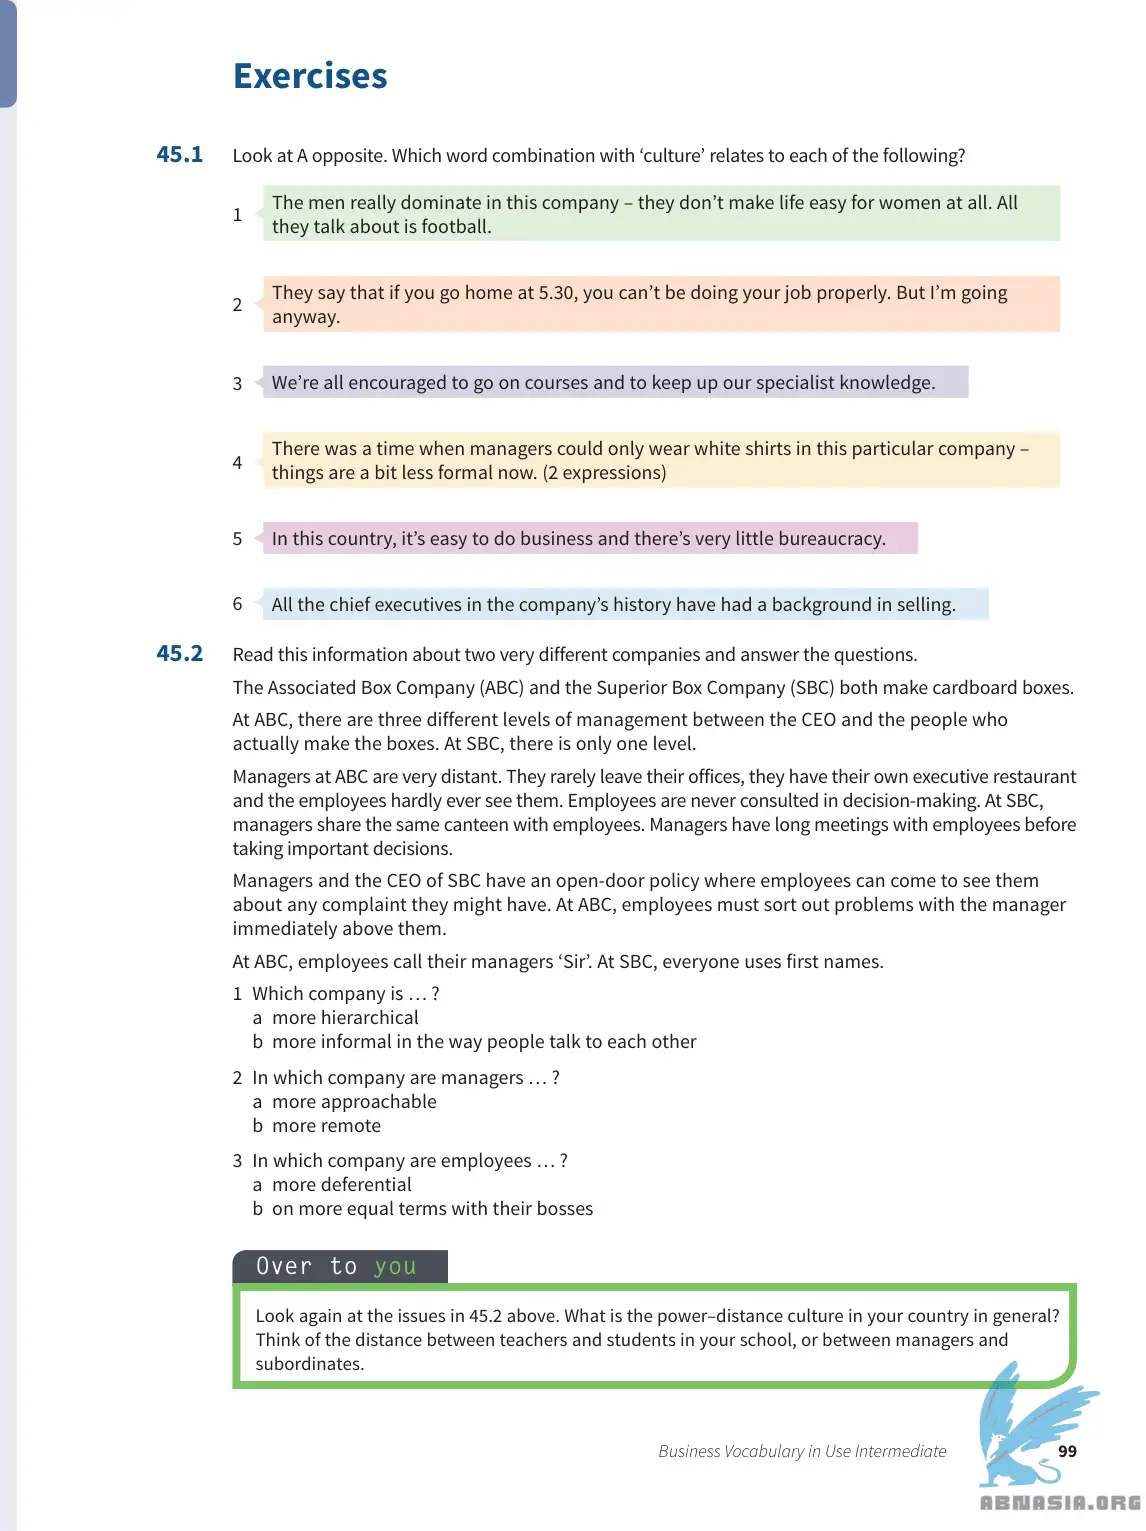 Exercises
45.1 Look at A opposite. Which word combination with ‘culture’ relates to each of the following?
1 The men really dominate in this company – they don’t make life easy for women at all. All
they talk about is football.
2 They say that if you go home at 5.30, you can’t be doing your job properly. But I’m going
anyway.
3 We’re all encouraged to go on courses and to keep up our specialist knowledge.
4 There was a time when managers could only wear white shirts in this particular company –
things are a bit less formal now. (2 expressions)
5 In this country, it’s easy to do business and there’s very little bureaucracy.
6 All the chief executives in the company’s history have had a background in selling.
45.2 Read this information about two very different companies and answer the questions.
The Associated Box Company (ABC) and the Superior Box Company (SBC) both make cardboard boxes.
At ABC, there are three different levels of management between the CEO and the people who
actually make the boxes. At SBC, there is only one level.
Managers at ABC are very distant. They rarely leave their offices, they have their own executive restaurant
and the employees hardly ever see them. Employees are never consulted in decision-making. At SBC,
managers share the same canteen with employees. Managers have long meetings with employees before
taking important decisions.
Managers and the CEO of SBC have an open-door policy where employees can come to see them
about any complaint they might have. At ABC, employees must sort out problems with the manager
immediately above them.
At ABC, employees call their managers ‘Sir’. At SBC, everyone uses first names.
1 Which company is … ?
a more hierarchical
b more informal in the way people talk to each other
2 In which company are managers … ?
a more approachable
b more remote
3 In which company are employees … ?
a more deferential
b on more equal terms with their bosses
Over to you
Look again at the issues in 45.2 above. What is the power–distance culture in your country in general?
Think of the distance between teachers and students in your school, or between managers and
subordinates.
Business Vocabulary in Use Intermediate 99
ABNASIA.ORG